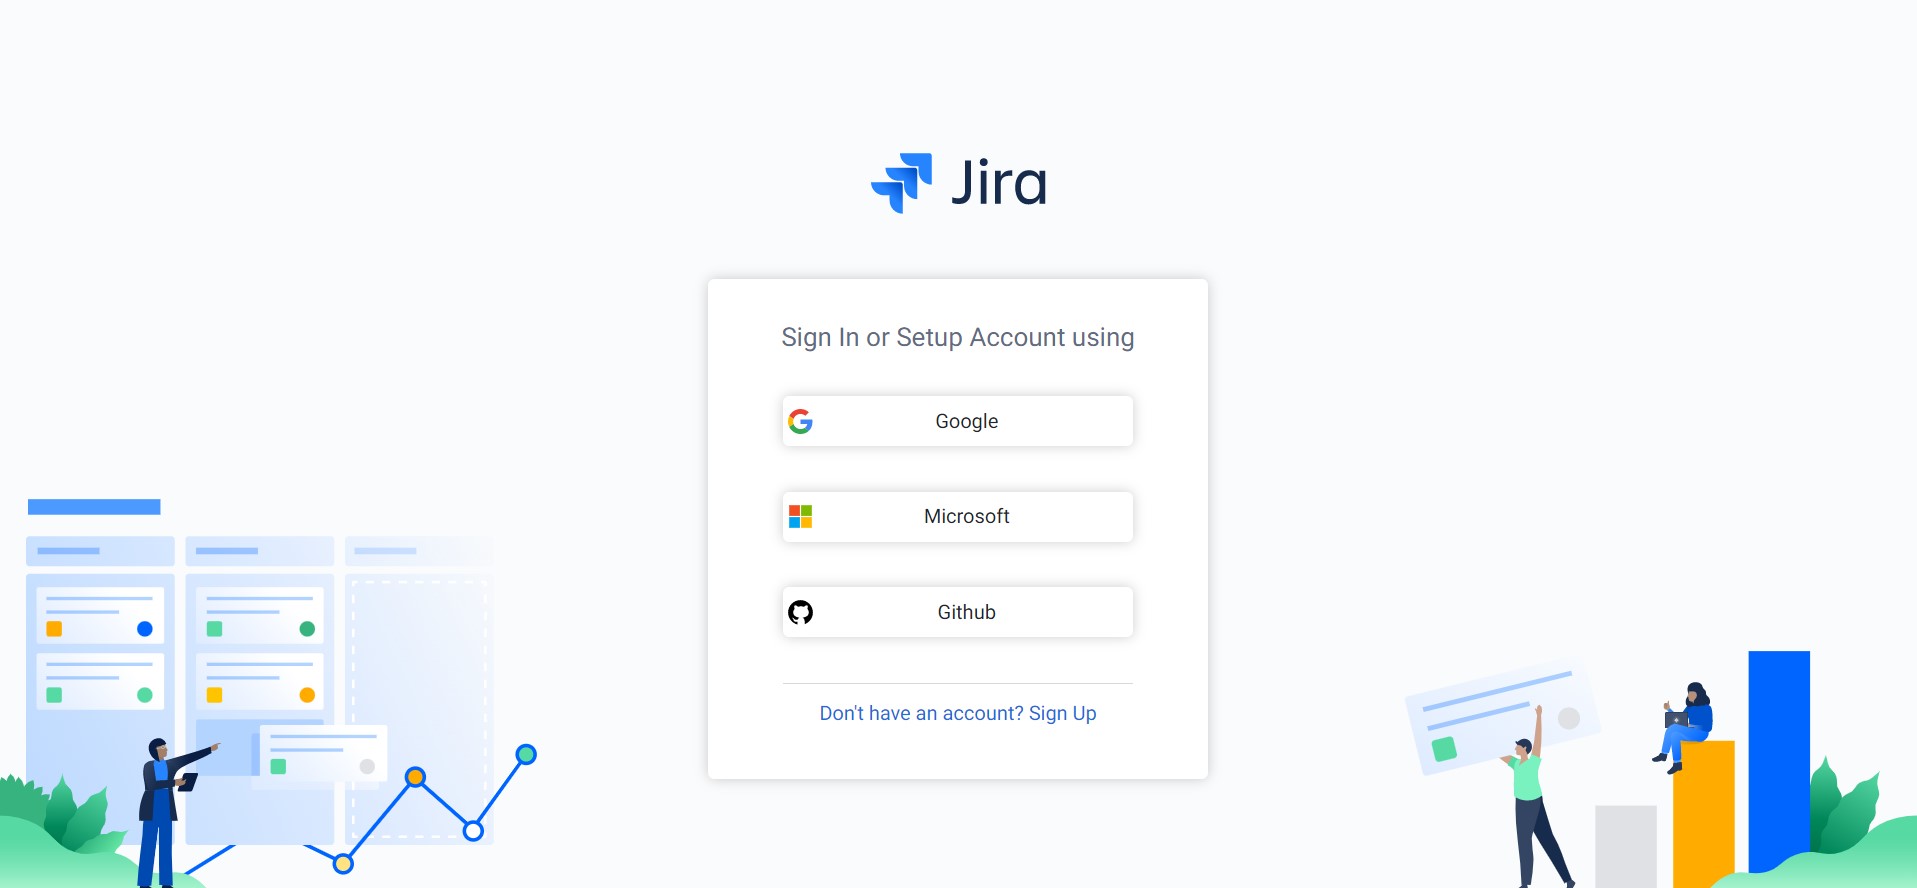 Jira
Sign In or Setup Account using
Google
Microsoft
Github
Don't have an account? Sign Up